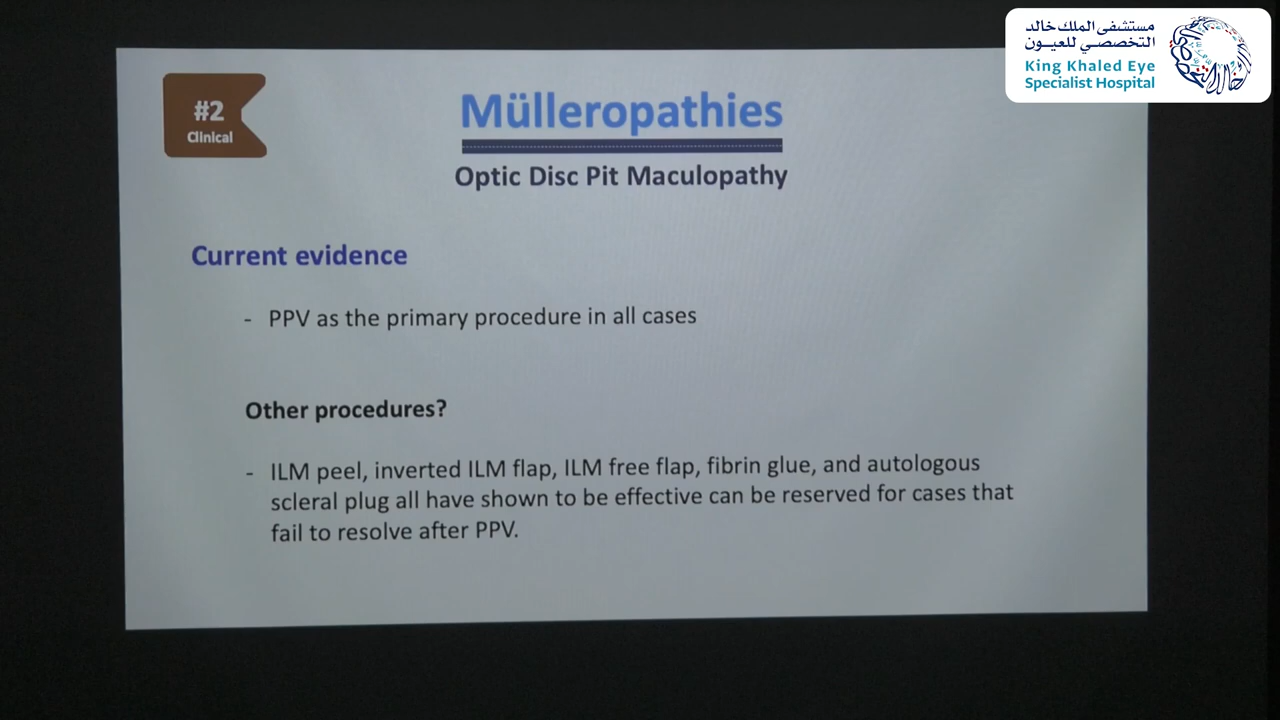 مستشفى الملك خالد
التخصصي للعيون
King Khaled Eye
Specialist Hospital
#2
Clinical
Mülleropathies
Optic Disc Pit Maculopathy
Current evidence
- PPV as the primary procedure in all cases
Other procedures?
- ILM peel, inverted ILM flap, ILM free flap, fibrin glue, and autologous
scleral plug all have shown to be effective can be reserved for cases that
fail to resolve after PPV.